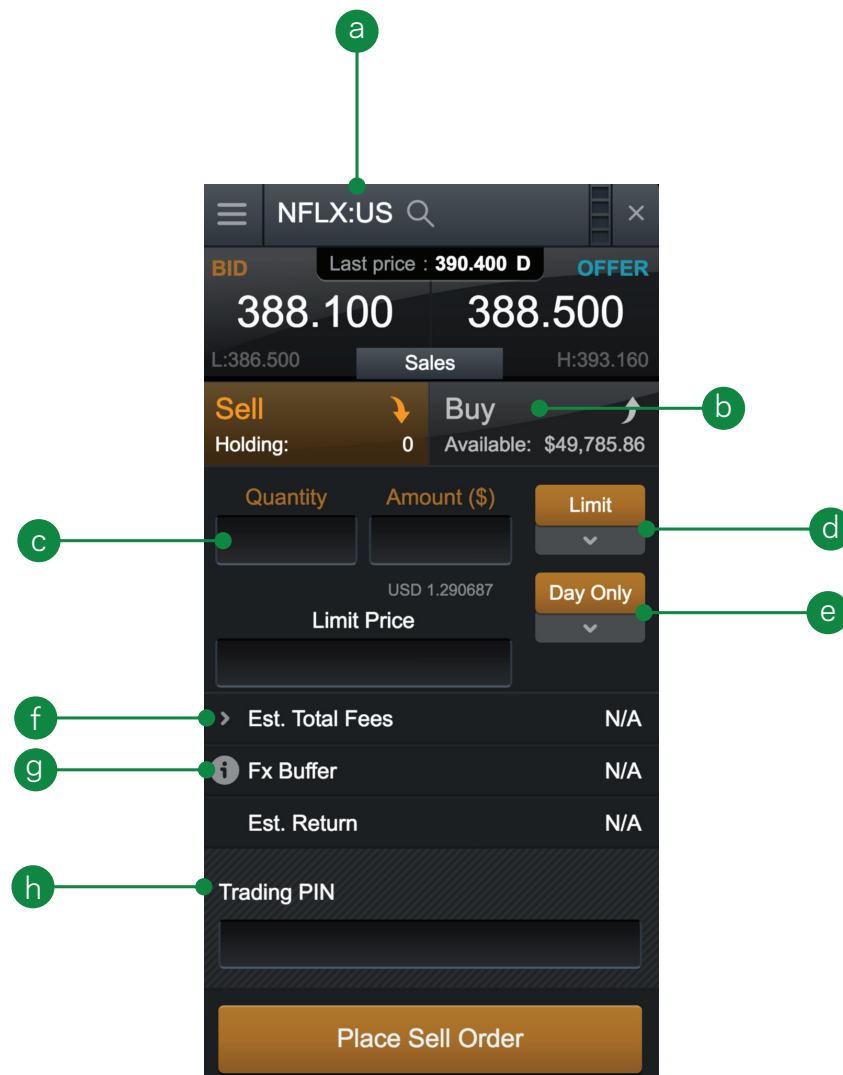 a
NFLX:US
BID Last price : 390.400 D OFFER
388.100 388.500
L:386.500 Sales H:393.160
Sell Buy b
Holding: 0 Available: $49,785.86
Quantity Amount ($) Limit
c d
USD 1.290687 Day Only
Limit Price e
f Est. Total Fees N/A
g i Fx Buffer N/A
Est. Return N/A
h Trading PIN
Place Sell Order